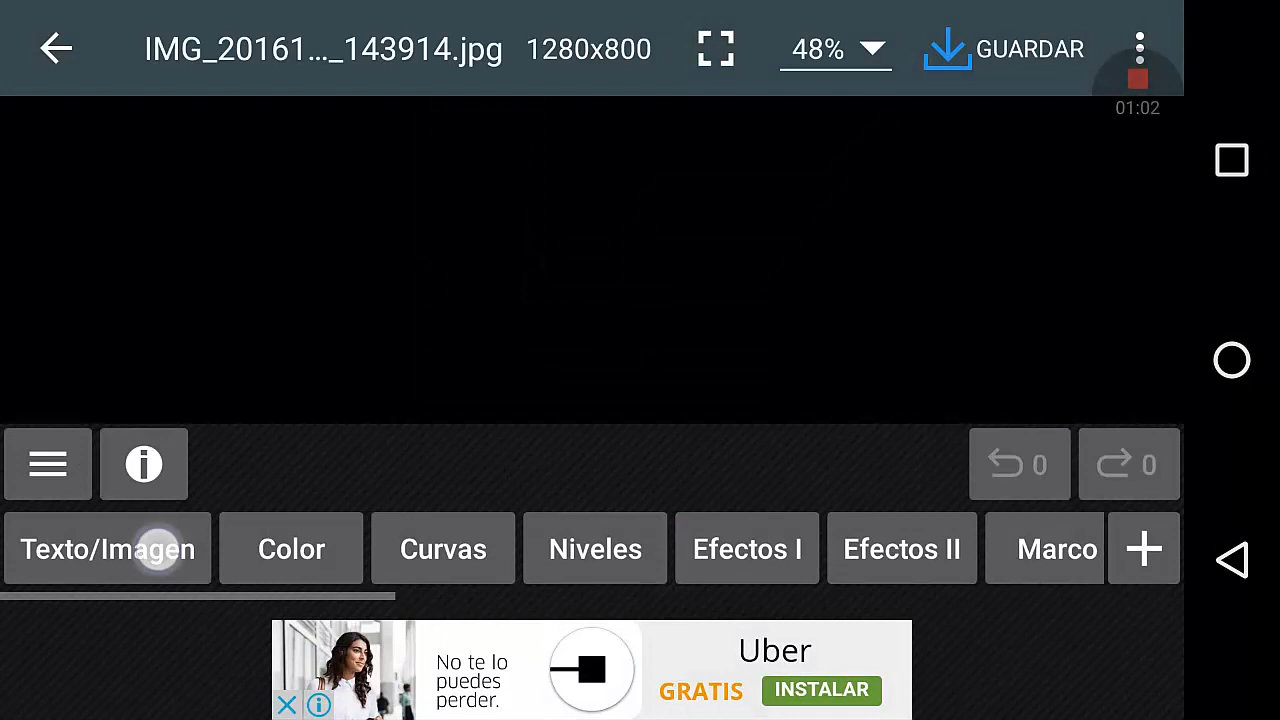 IMG_20161..._143914.jpg 1280x800 48% GUARDAR
01:02
0 0
Texto/Imagen Color Curvas Niveles Efectos I Efectos II Marco
No te lo
puedes
perder.
Uber
GRATIS INSTALAR